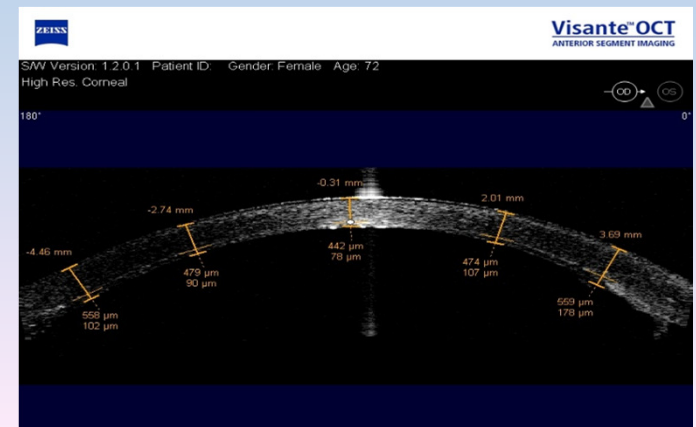 ZEISS
Visante™ OCT
ANTERIOR SEGMENT IMAGING
S/W Version: 1.2.0.1 Patient ID: Gender: Female Age: 72
High Res. Corneal
OD OS
180° 0°
-0.31 mm
-2.74 mm 2.01 mm
-4.46 mm 3.69 mm
442 µm
78 µm
479 µm
90 µm
474 µm
107 µm
558 µm
102 µm
559 µm
178 µm